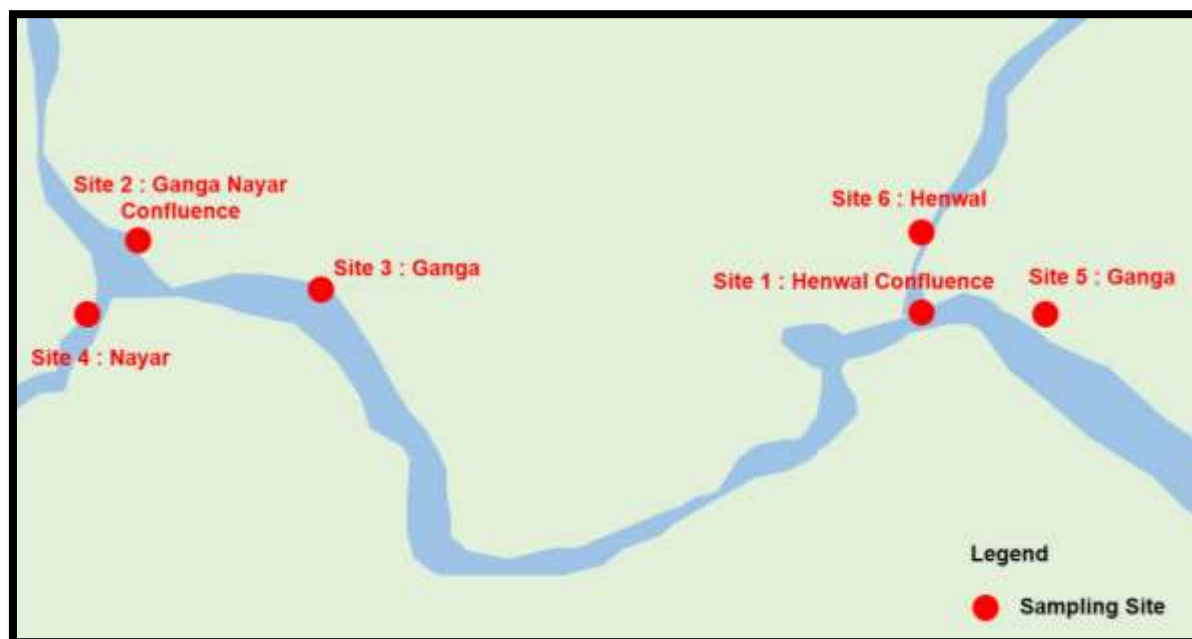 Site 2 : Ganga Nayar
Confluence
Site 6 : Henwal
Site 3 : Ganga
Site 1 : Henwal Confluence
Site 5 : Ganga
Site 4 : Nayar
Legend
Sampling Site